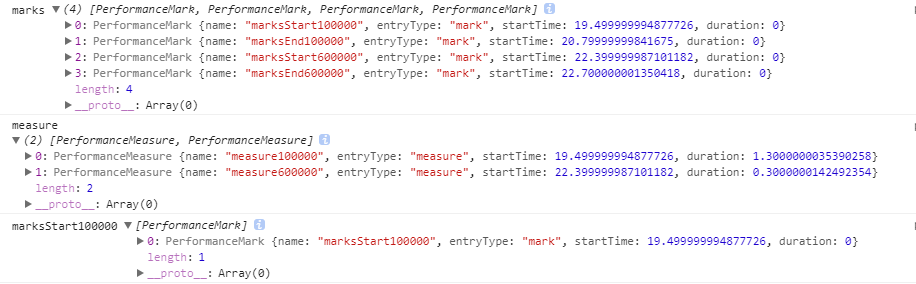 marks ▼(4) [PerformanceMark, PerformanceMark, PerformanceMark, PerformanceMark] i
▶0: PerformanceMark {name: "marksStart100000", entryType: "mark", startTime: 19.499999994877726, duration: 0}
▶1: PerformanceMark {name: "marksEnd100000", entryType: "mark", startTime: 20.79999999841675, duration: 0}
▶2: PerformanceMark {name: "marksStart600000", entryType: "mark", startTime: 22.399999987101182, duration: 0}
▶3: PerformanceMark {name: "marksEnd600000", entryType: "mark", startTime: 22.700000001350418, duration: 0}
length: 4
▶__proto__: Array(0)
measure
▼(2) [PerformanceMeasure, PerformanceMeasure] i
▶0: PerformanceMeasure {name: "measure100000", entryType: "measure", startTime: 19.499999994877726, duration: 1.3000000035390258}
▶1: PerformanceMeasure {name: "measure600000", entryType: "measure", startTime: 22.399999987101182, duration: 0.3000000142492354}
length: 2
▶__proto__: Array(0)
marksStart100000 ▼[PerformanceMark] i
▶0: PerformanceMark {name: "marksStart100000", entryType: "mark", startTime: 19.499999994877726, duration: 0}
length: 1
▶__proto__: Array(0)